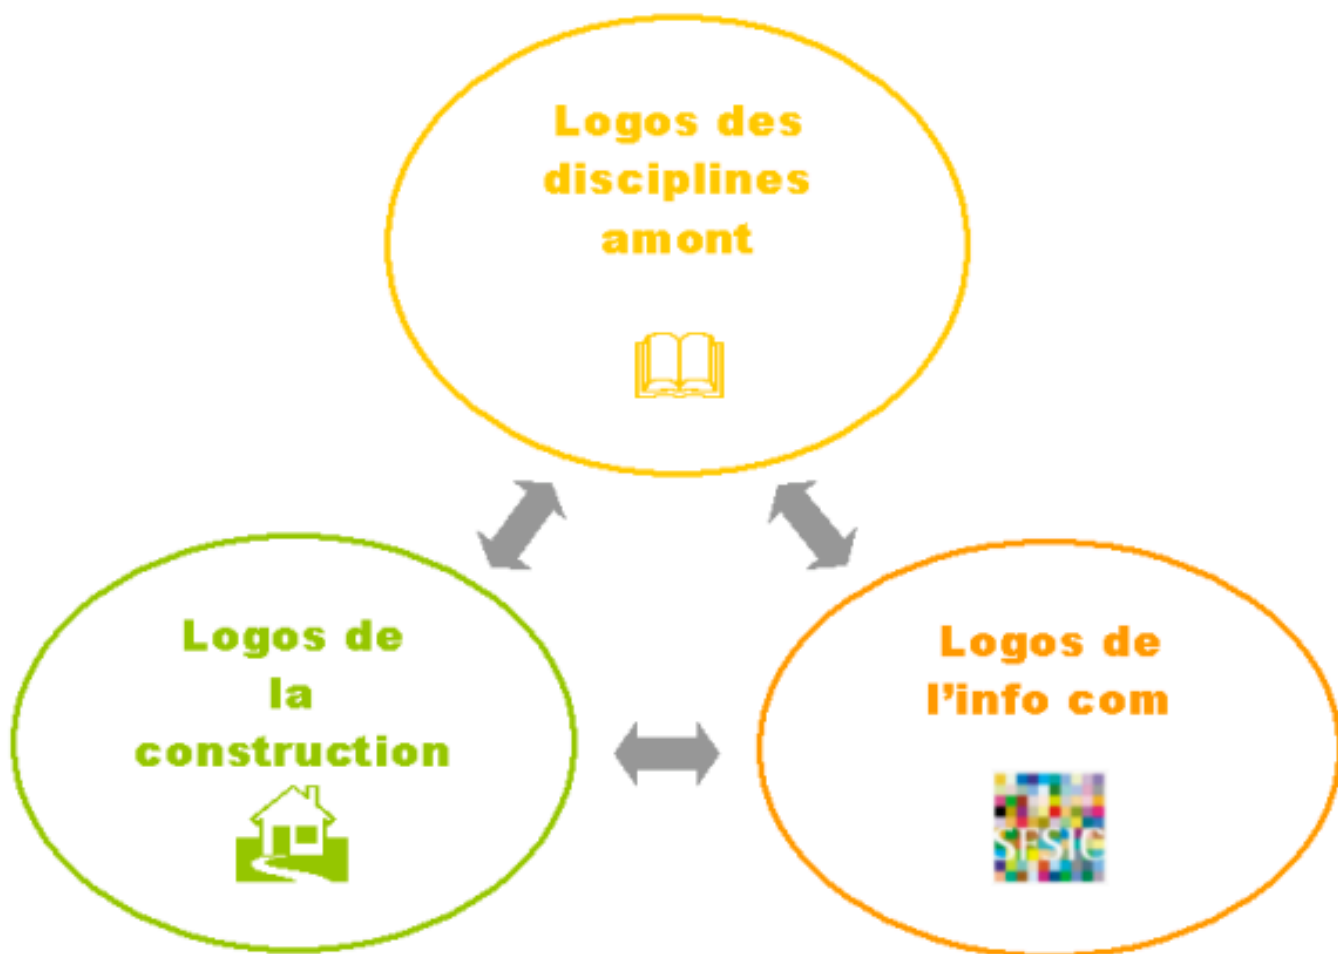 Logos des
disciplines
amont
Logos de
la
construction
Logos de
l’info com
SFSIC